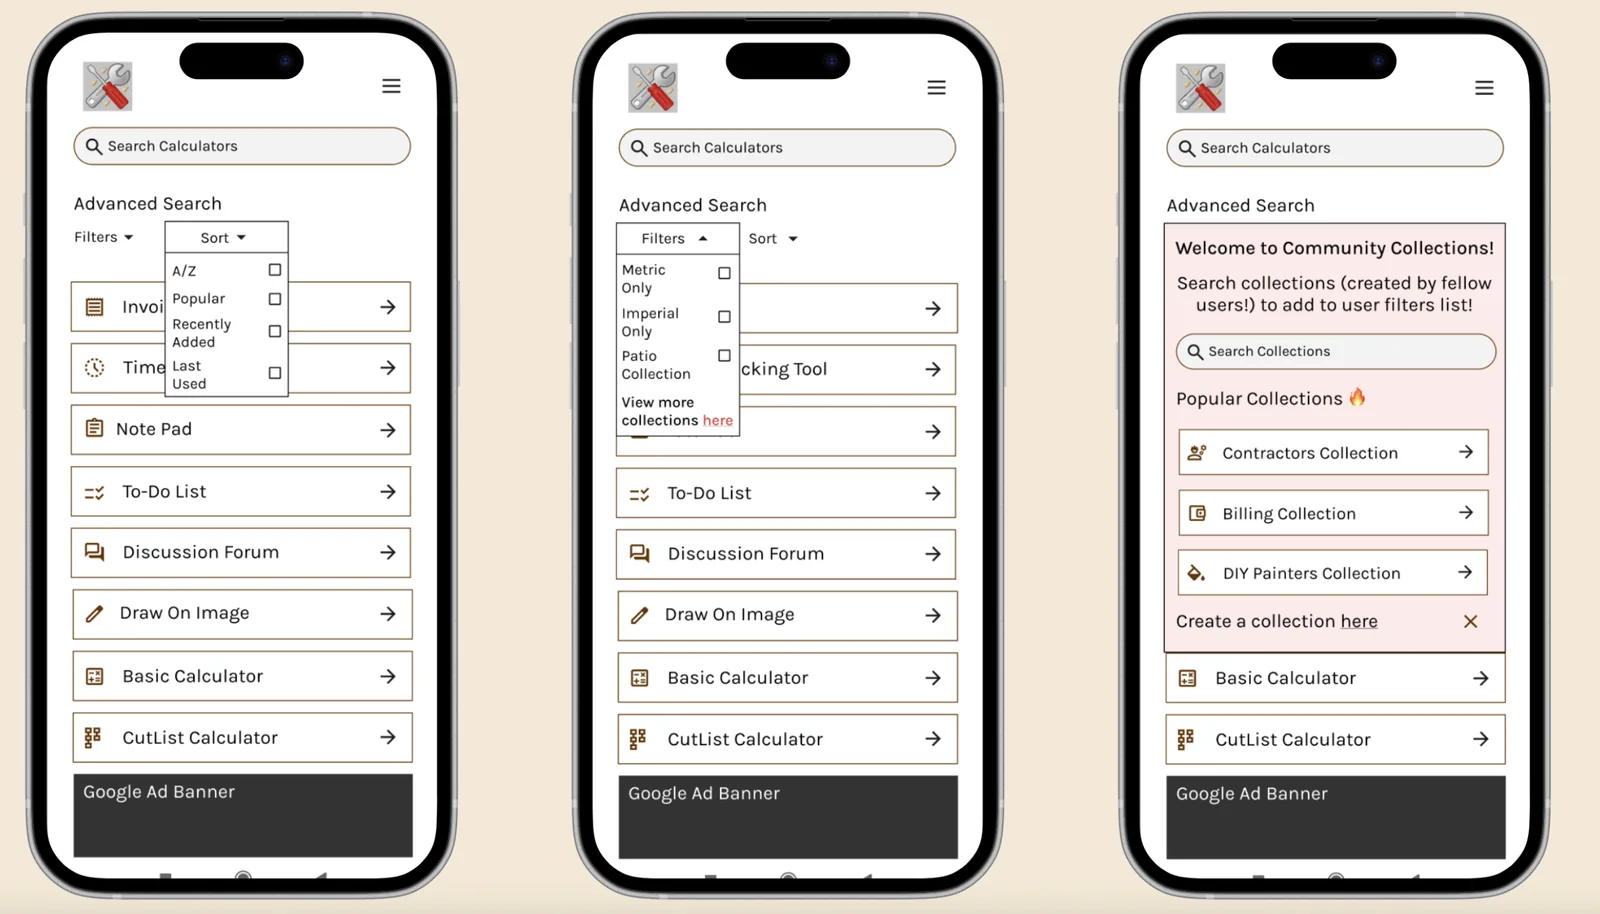 Search Calculators
Advanced Search
Filters
Sort
A/Z
Popular
Recently
Added
Last
Used
Invoi
Time
Note Pad
To-Do List
Discussion Forum
Draw On Image
Basic Calculator
CutList Calculator
Google Ad Banner
Search Calculators
Advanced Search
Filters
Sort
Metric
Only
Imperial
Only
Patio
Collection
View more
collections here
cking Tool
To-Do List
Discussion Forum
Draw On Image
Basic Calculator
CutList Calculator
Google Ad Banner
Search Calculators
Advanced Search
Welcome to Community Collections!
Search collections (created by fellow
users!) to add to user filters list!
Search Collections
Popular Collections 🔥
Contractors Collection
Billing Collection
DIY Painters Collection
Create a collection here
Basic Calculator
CutList Calculator
Google Ad Banner